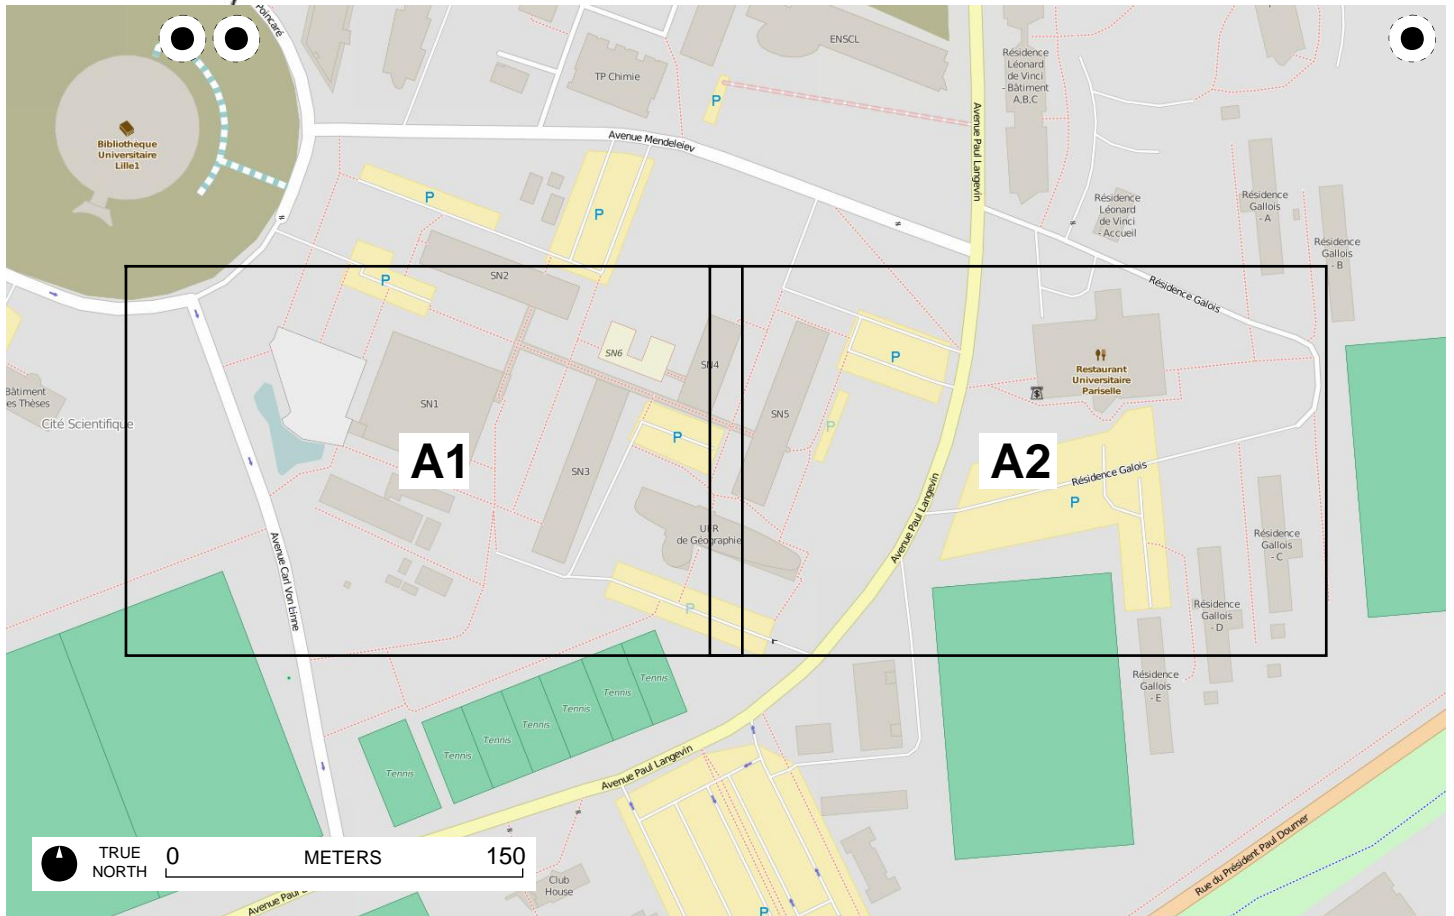 Poincaré
ENSCL
TP Chimie
P
Résidence
Léonard
de Vinci
- Bâtiment
A,B,C
Bibliothèque
Universitaire
Lille1
Avenue Mendeleiev
Avenue Paul Langevin
P
P
Résidence
Léonard
de Vinci
- Accueil
Résidence
Gallois
- A
Résidence
Gallois
- B
SN2
P
Résidence Galois
SN6
SN4
P
Restaurant
Universitaire
Pariselle
$
Bâtiment
es Thèses
Cité Scientifique
SN1
SN5
P
P
A1
A2
SN3
Résidence Galois
P
Avenue Paul Langevin
UFR
de Géographie
Avenue Carl Von Linne
Résidence
Gallois
- C
P
Résidence
Gallois
- D
Résidence
Gallois
- E
Tennis
Tennis
Tennis
Tennis
Tennis
Tennis
Tennis
Avenue Paul Langevin
TRUE
NORTH
0 METERS 150
Club
House
Rue du Président Paul Doumer
Avenue Paul
P